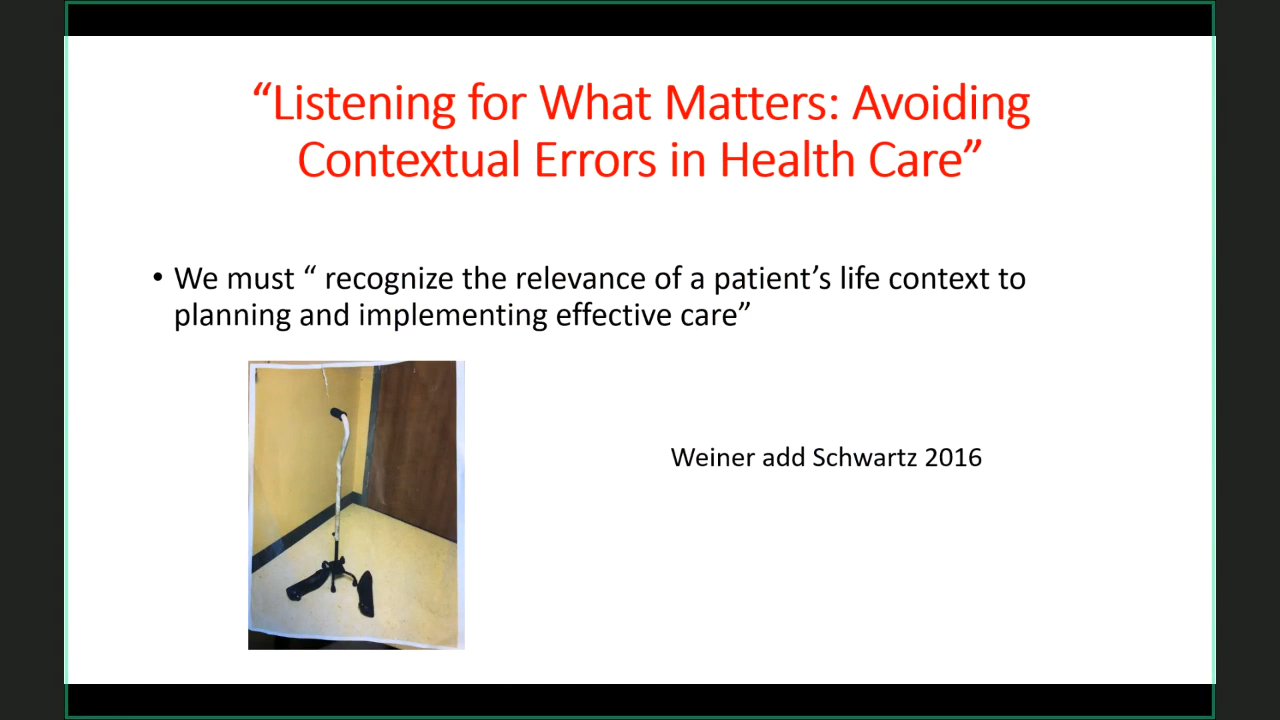 “Listening for What Matters: Avoiding
Contextual Errors in Health Care”
• We must “ recognize the relevance of a patient’s life context to
planning and implementing effective care”
Weiner add Schwartz 2016